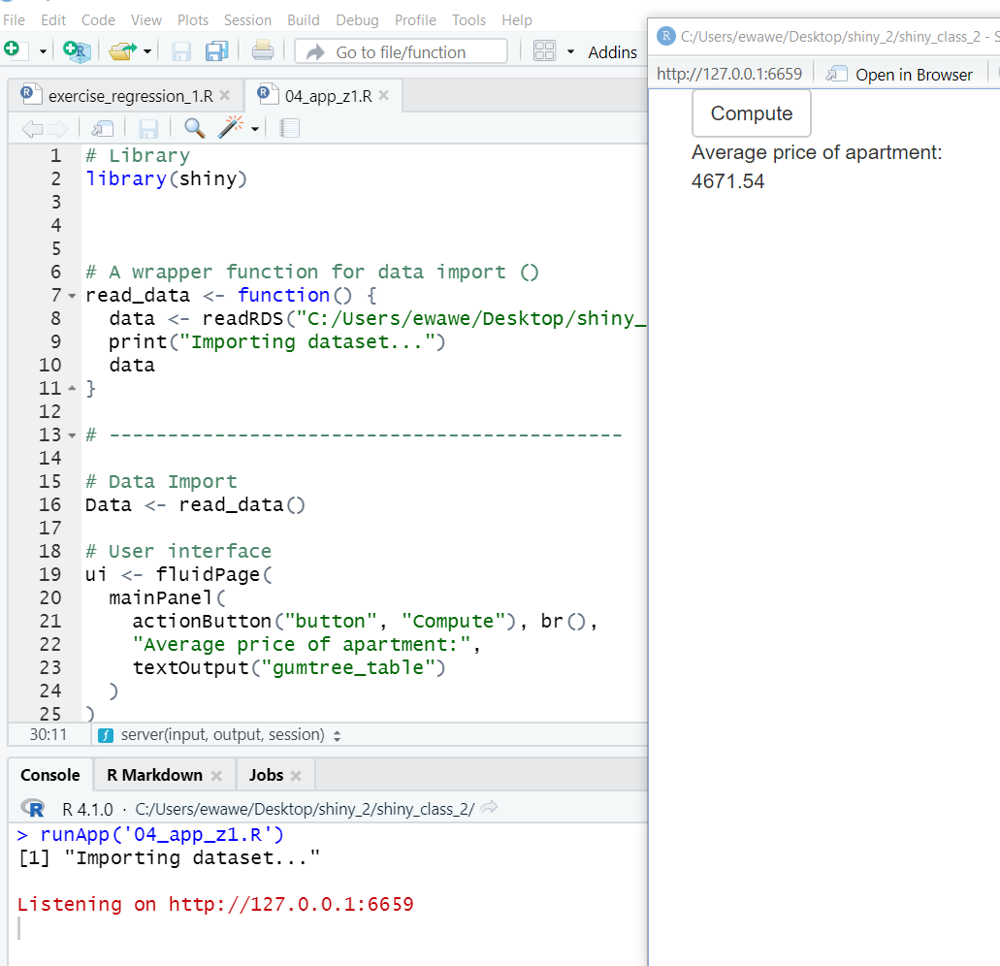 File Edit Code View Plots Session Build Debug Profile Tools Help
Go to file/function
Addins
exercise_regression_1.R
04_app_z1.R
1 # Library
2 library(shiny)
3
4
5
6 # A wrapper function for data import ()
7 read_data <- function() {
8 data <- readRDS("C:/Users/ewawe/Desktop/shiny_
9 print("Importing dataset...")
10 data
11 }
12
13 # --------------------------------------------
14
15 # Data Import
16 Data <- read_data()
17
18 # User interface
19 ui <- fluidPage(
20 mainPanel(
21 actionButton("button", "Compute"), br(),
22 "Average price of apartment:",
23 textOutput("gumtree_table")
24 )
25 )
30:11 server(input, output, session)
Console R Markdown Jobs
R 4.1.0 · C:/Users/ewawe/Desktop/shiny_2/shiny_class_2/
> runApp('04_app_z1.R')
[1] "Importing dataset..."
Listening on http://127.0.0.1:6659
C:/Users/ewawe/Desktop/shiny_2/shiny_class_2 - S
http://127.0.0.1:6659 Open in Browser
Compute
Average price of apartment:
4671.54